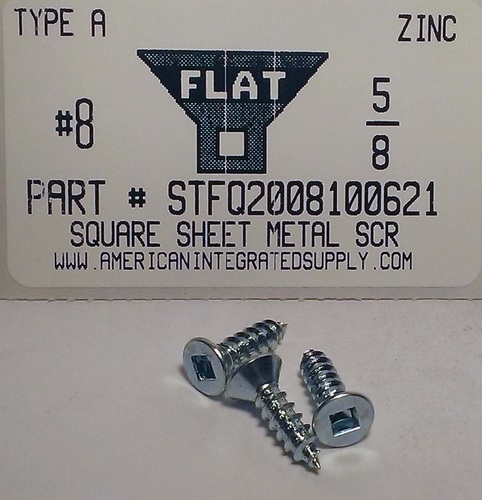 TYPE A
ZINC
FLAT
#8
5/8
PART # STFQ2008100621
SQUARE SHEET METAL SCR
WWW.AMERICANINTEGRATEDSUPPLY.COM